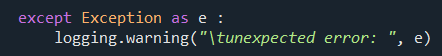 except Exception as e :
    logging.warning("\tunexpected error: ", e)